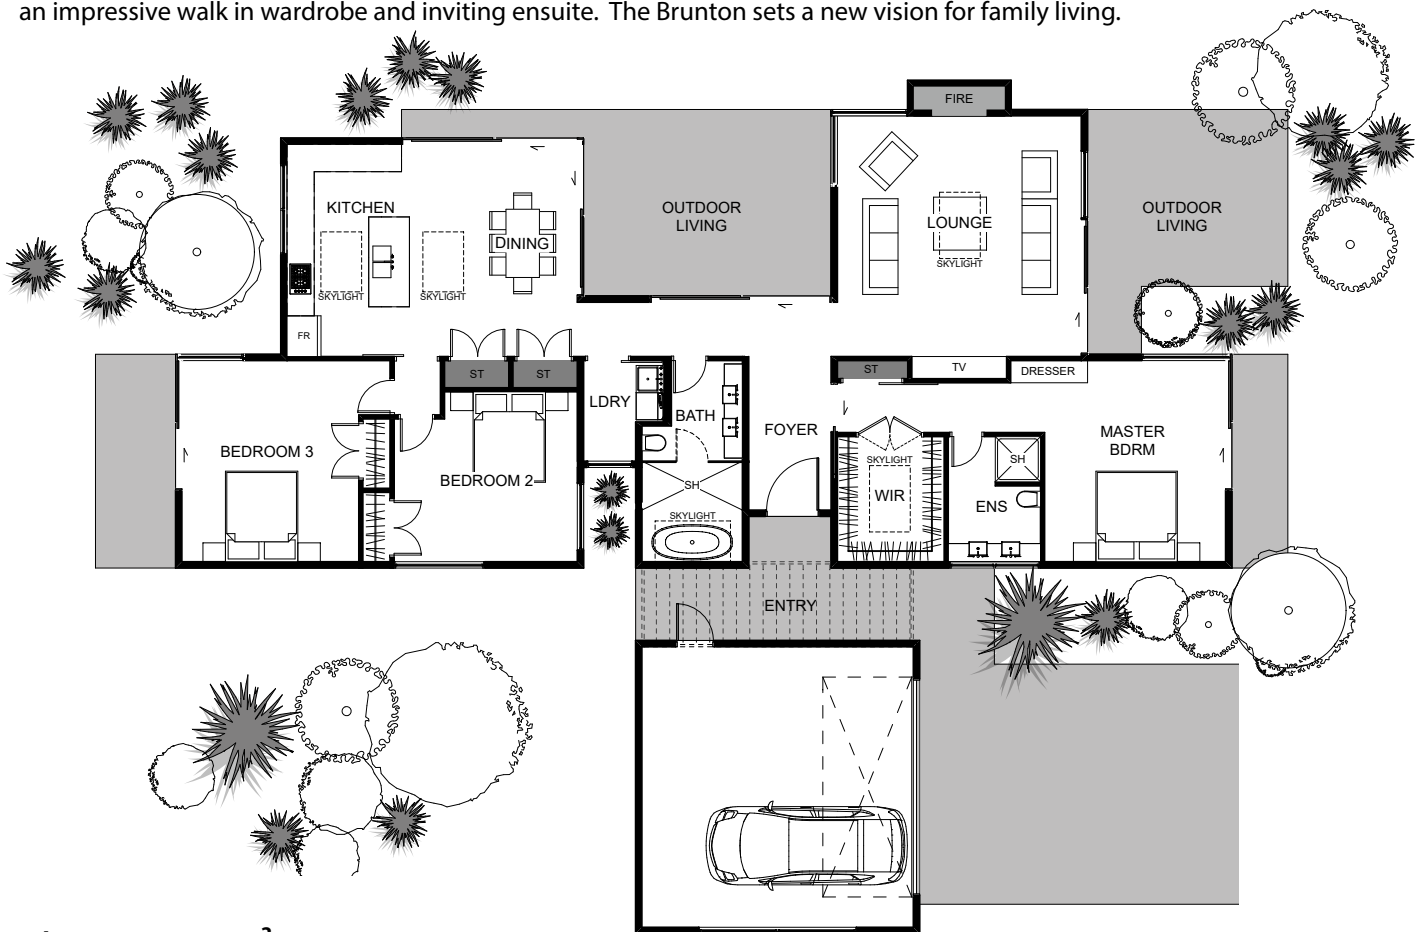 an impressive walk in wardrobe and inviting ensuite. The Brunton sets a new vision for family living.
FIRE
KITCHEN
DINING
OUTDOOR
LIVING
LOUNGE
SKYLIGHT
OUTDOOR
LIVING
SKYLIGHT
SKYLIGHT
FR
ST
ST
ST
TV
DRESSER
LDRY
BATH
FOYER
BEDROOM 3
BEDROOM 2
MASTER
BDRM
SKYLIGHT
SH
WIR
ENS
SH
SKYLIGHT
ENTRY
2